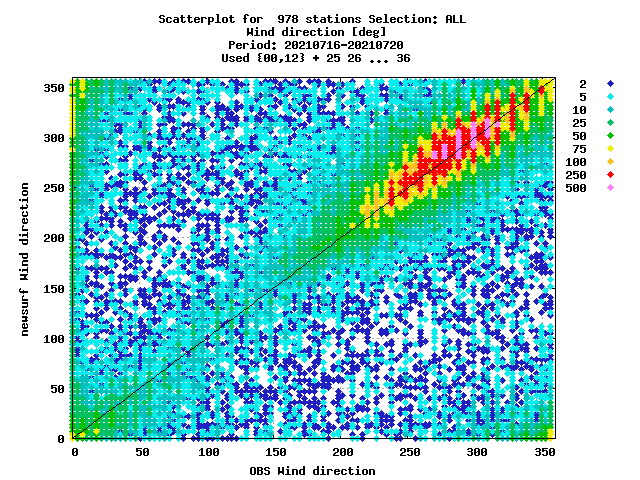 Scatterplot for 978 stations Selection: ALL
Wind direction [deg]
Period: 20210716-20210720
Used {00,12} + 25 26 ... 36
350
300
250
200
150
100
50
0
newsurf Wind direction
0 50 100 150 200 250 300 350
OBS Wind direction
2
5
10
25
50
75
100
250
500